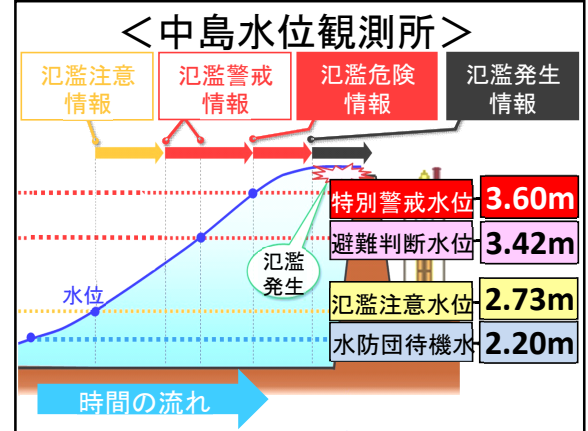 ＜中島水位観測所＞
氾濫注意
情報
氾濫警戒
情報
氾濫危険
情報
氾濫発生
情報
特別警戒水位 3.60m
避難判断水位 3.42m
氾濫
発生
水位
氾濫注意水位 2.73m
水防団待機水 2.20m
時間の流れ